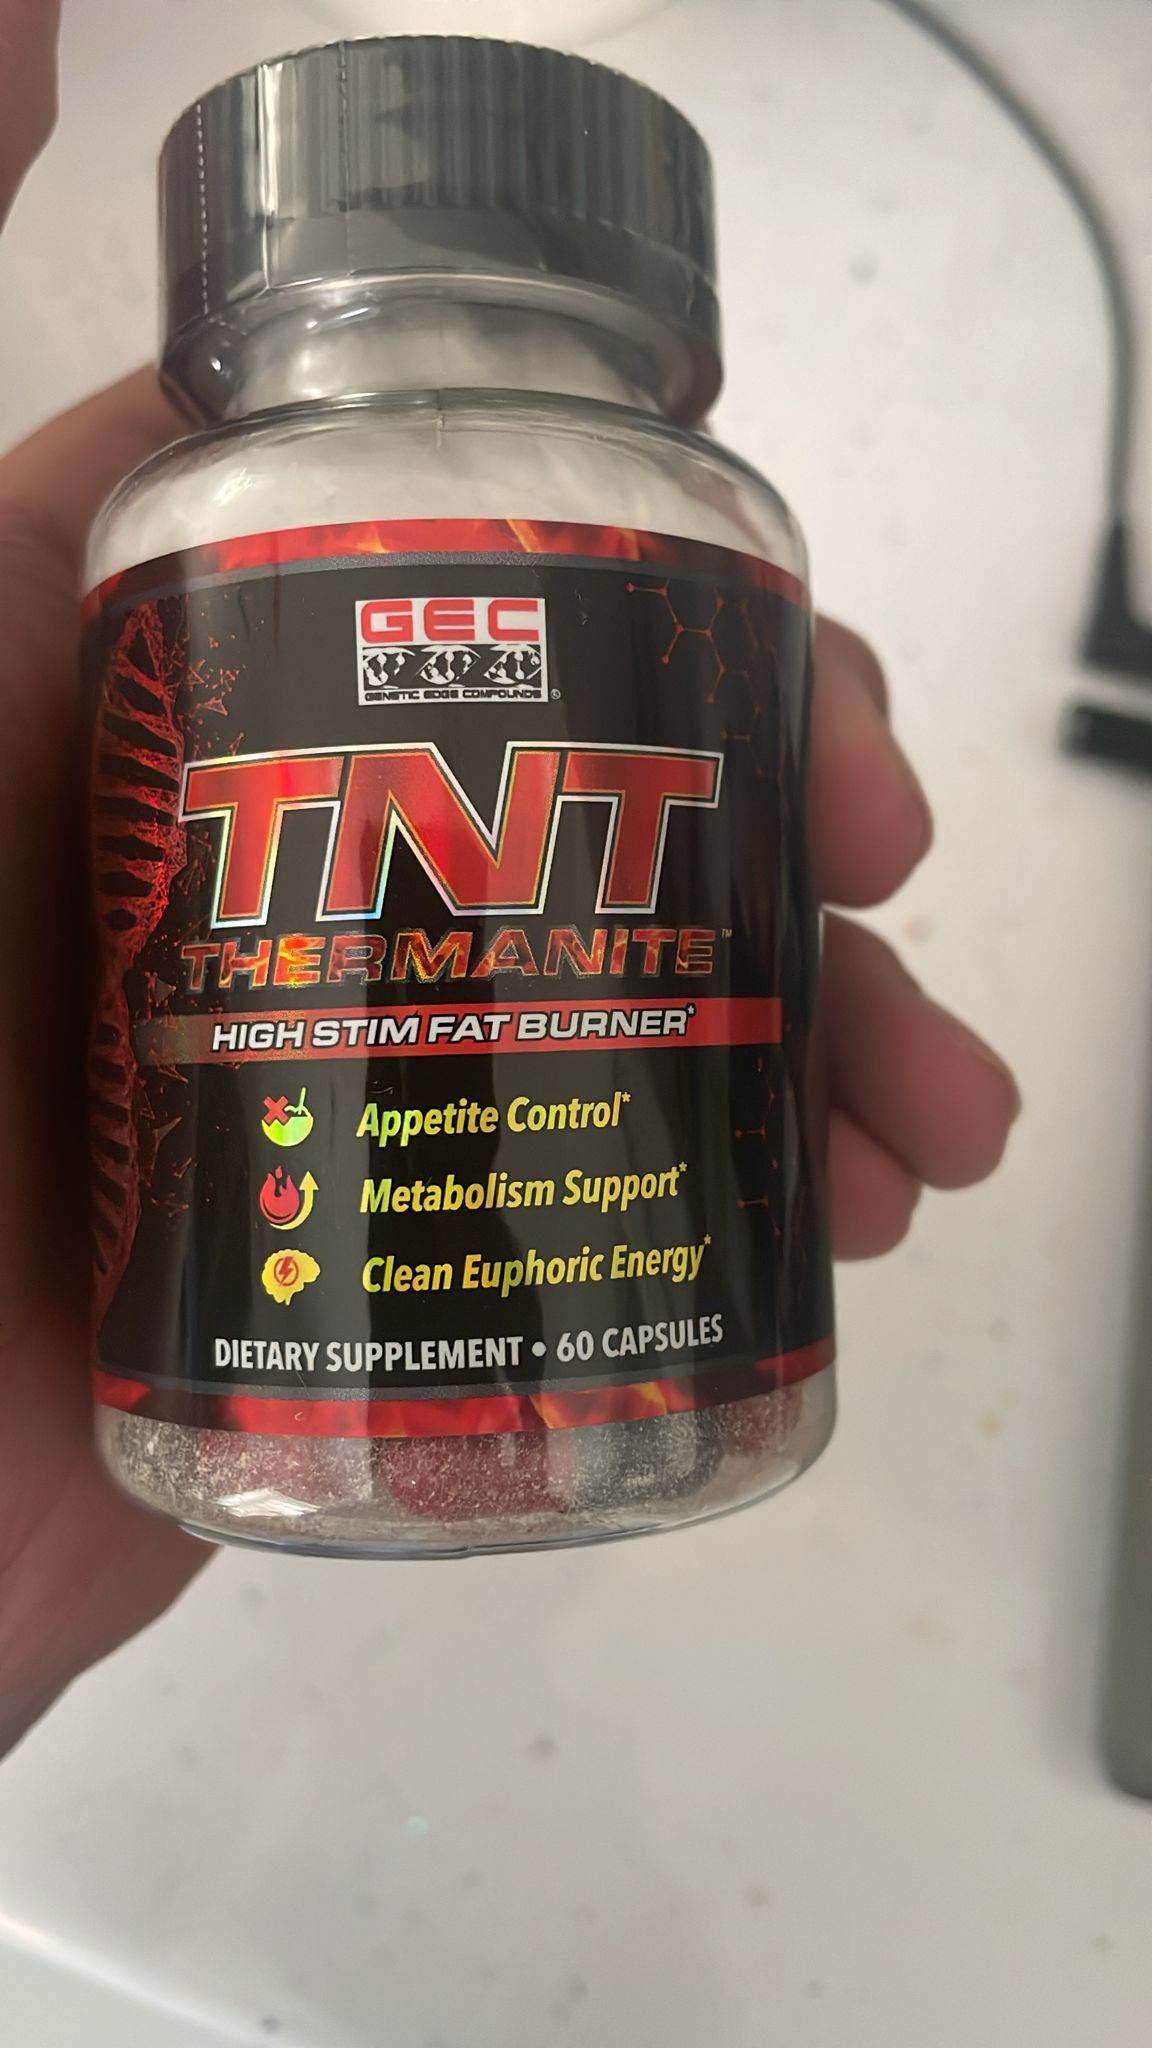 GEC
GENETIC EDGE COMPOUNDS ®
TNT
THERMANITE™
HIGH STIM FAT BURNER*
Appetite Control*
Metabolism Support*
Clean Euphoric Energy*
DIETARY SUPPLEMENT • 60 CAPSULES